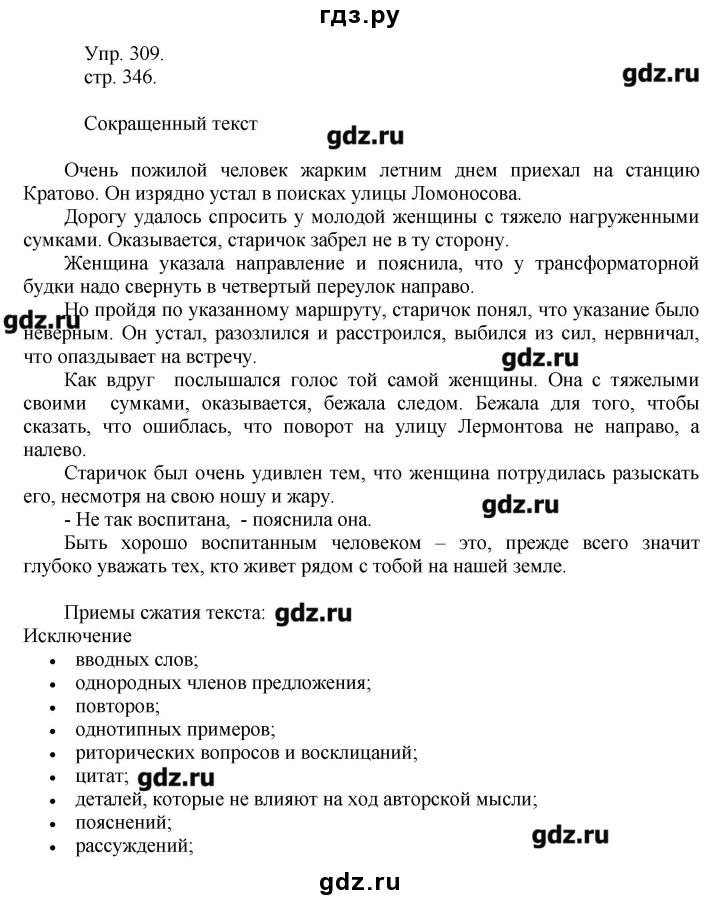 гдз.ру
Упр. 309.
стр. 346.
gdz.ru
Сокращенный текст
gdz.ru
Очень пожилой человек жарким летним днем приехал на станцию
Кратово. Он изрядно устал в поисках улицы Ломоносова.
Дорогу удалось спросить у молодой женщины с тяжело нагруженными
сумками. Оказывается, старичок забрел не в ту сторону.
Женщина указала направление и пояснила, что у трансформаторной
будки надо свернуть в четвертый переулок направо.
Но пройдя по указанному маршруту, старичок понял, что указание было
gdz.ru
неверным. Он устал, разозлился и расстроился, выбился из сил, нервничал,
что опаздывает на встречу.
gdz.ru
Как вдруг послышался голос той самой женщины. Она с тяжелыми
своими сумками, оказывается, бежала следом. Бежала для того, чтобы
сказать, что ошиблась, что поворот на улицу Лермонтова не направо, а
налево.
Старичок был очень удивлен тем, что женщина потрудилась разыскать
его, несмотря на свою ношу и жару.
gdz.ru
- Не так воспитана, - пояснила она.
Быть хорошо воспитанным человеком – это, прежде всего значит
глубоко уважать тех, кто живет рядом с тобой на нашей земле.
Приемы сжатия текста: gdz.ru
Исключение
• вводных слов;
• однородных членов предложения;
• повторов;
• однотипных примеров;
• риторических вопросов и восклицаний;
• цитат; gdz.ru
• деталей, которые не влияют на ход авторской мысли;
• пояснений;
gdz.ru
• рассуждений;
gdz.ru